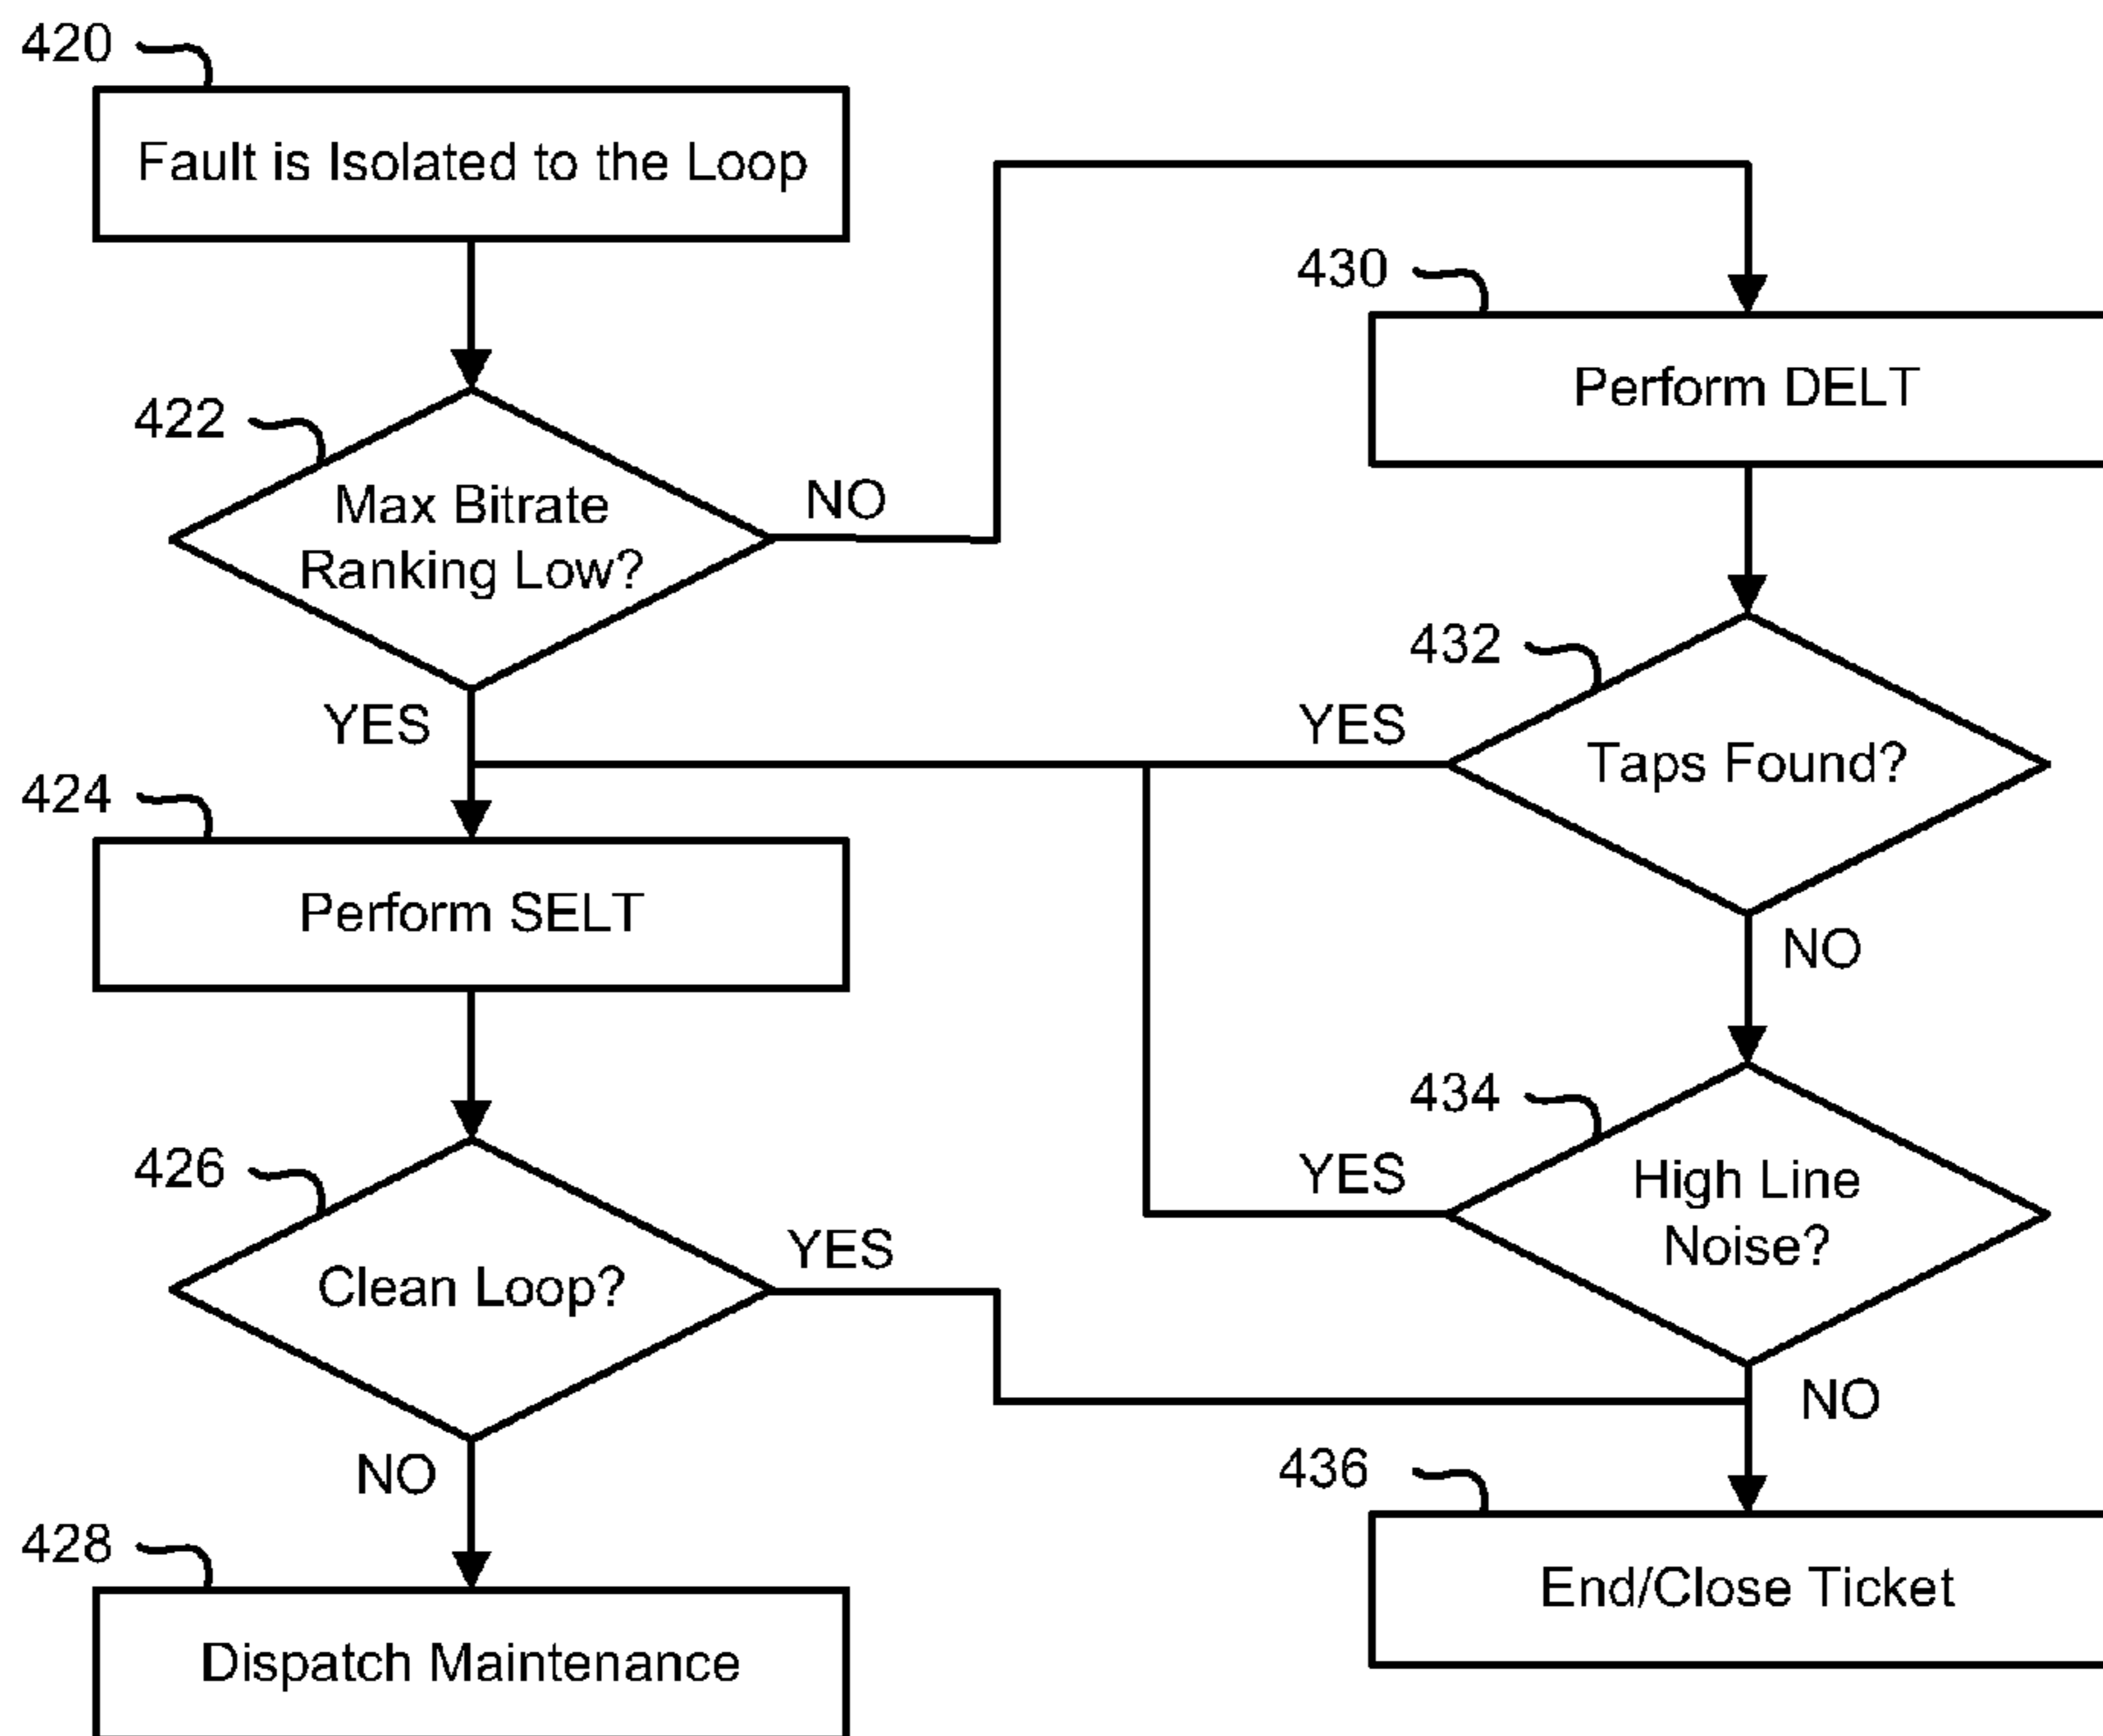 420
Fault is Isolated to the Loop
422
Max Bitrate
Ranking Low?
NO
YES
424
Perform SELT
426
Clean Loop?
YES
NO
428
Dispatch Maintenance
430
Perform DELT
432
Taps Found?
YES
NO
434
High Line
Noise?
YES
NO
436
End/Close Ticket